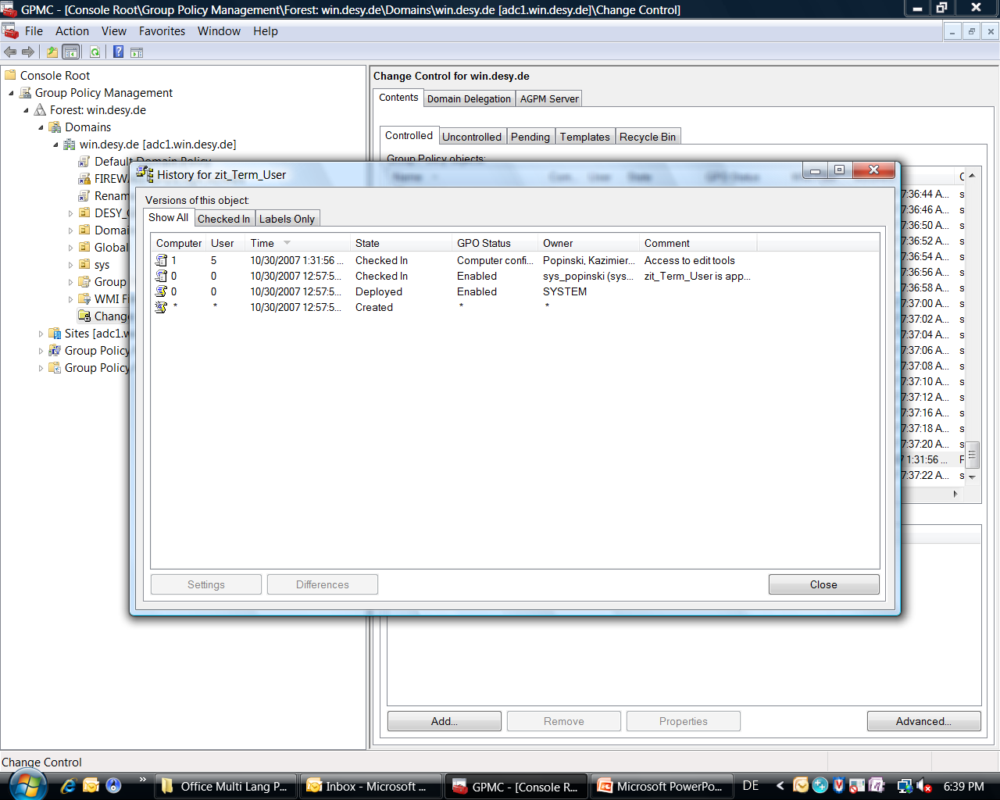 GPMC - [Console Root\Group Policy Management\Forest: win.desy.de\Domains\win.desy.de [adc1.win.desy.de]\Change Control]
File Action View Favorites Window Help
Console Root
Group Policy Management
Forest: win.desy.de
Domains
win.desy.de [adc1.win.desy.de]
Default Domain Policy
FIREWA
Renam
DESY_
Domai
Global
sys
Group
WMI Fi
Change
Sites [adc1.w
Group Policy
Group Policy
Change Control for win.desy.de
Contents Domain Delegation AGPM Server
Controlled Uncontrolled Pending Templates Recycle Bin
Group Policy objects:
History for zit_Term_User
Versions of this object:
Show All Checked In Labels Only
Computer User Time State GPO Status Owner Comment
1 5 10/30/2007 1:31:56 ... Checked In Computer confi... Popinski, Kazimier... Access to edit tools
0 0 10/30/2007 12:57:5... Checked In Enabled sys_popinski (sys... zit_Term_User is app...
0 0 10/30/2007 12:57:5... Deployed Enabled SYSTEM
* * 10/30/2007 12:57:5... Created * *
Settings Differences Close
7:36:44 A... s
7:36:46 A... s
7:36:50 A... s
7:36:52 A... s
7:36:54 A... s
7:36:56 A... s
7:36:58 A... s
7:37:00 A... s
7:37:02 A... s
7:37:04 A... s
7:37:06 A... s
7:37:08 A... s
7:37:10 A... s
7:37:12 A... s
7:37:16 A... s
7:37:18 A... s
7:37:20 A... s
7 1:31:56 ... F
7:37:22 A... s
Add... Remove Properties Advanced...
Change Control
» Office Multi Lang P... Inbox - Microsoft ... GPMC - [Console R... Microsoft PowerPo... DE < 6:39 PM